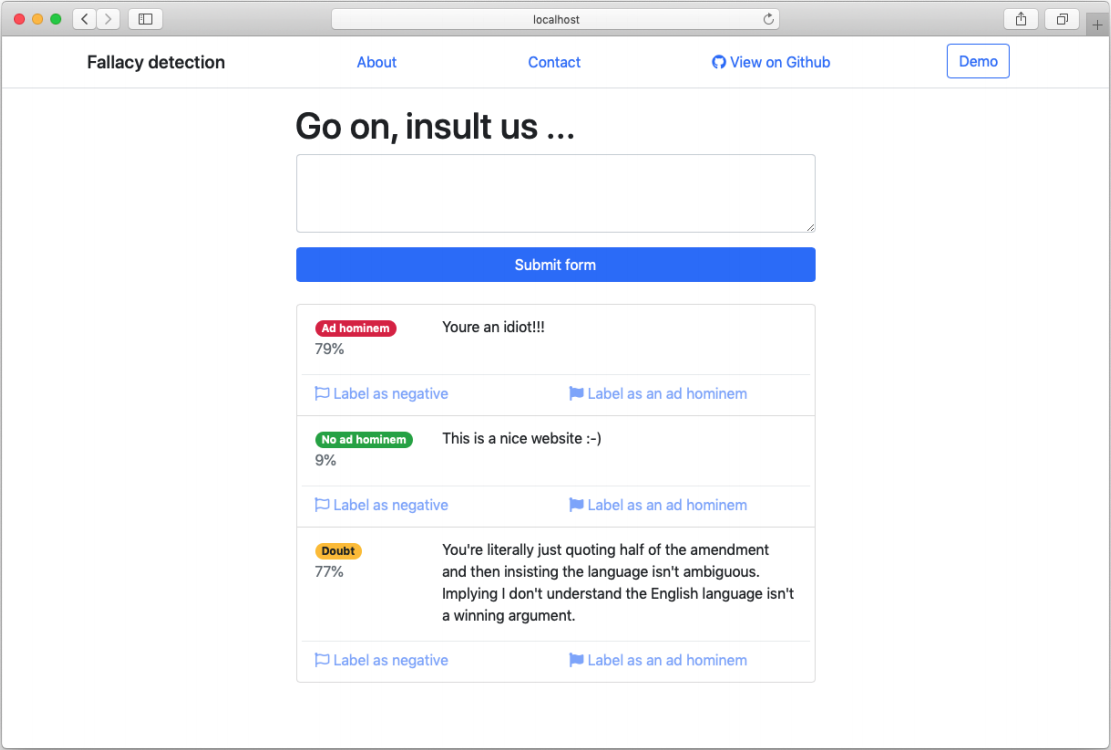 localhost
Fallacy detection
About
Contact
View on Github
Demo
Go on, insult us ...
Submit form
Ad hominem
Youre an idiot!!!
79%
Label as negative
Label as an ad hominem
No ad hominem
This is a nice website :-)
9%
Label as negative
Label as an ad hominem
Doubt
77%
You're literally just quoting half of the amendment
and then insisting the language isn't ambiguous.
Implying I don't understand the English language isn't
a winning argument.
Label as negative
Label as an ad hominem